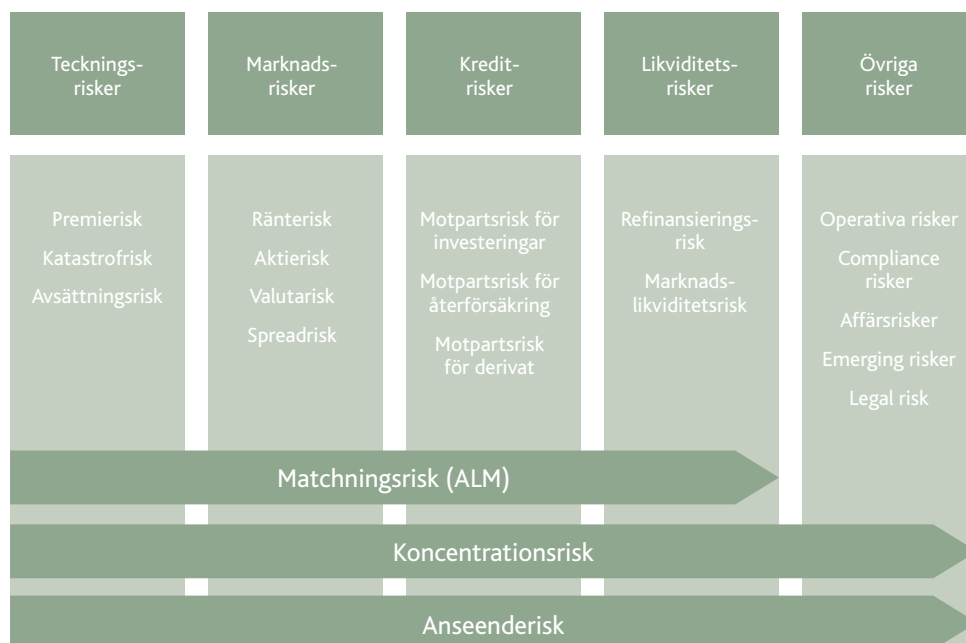 Tecknings-
risker
Marknads-
risker
Kredit-
risker
Likviditets-
risker
Övriga
risker
Premierisk
Katastrofrisk
Avsättningsrisk
Ränterisk
Aktierisk
Valutarisk
Spreadrisk
Motpartsrisk för
investeringar
Motpartsrisk för
återförsäkring
Motpartsrisk
för derivat
Refinansierings-
risk
Marknads-
likviditetsrisk
Operativa risker
Compliance
risker
Affärsrisker
Emerging risker
Legal risk
Matchningsrisk (ALM)
Koncentrationsrisk
Anseenderisk